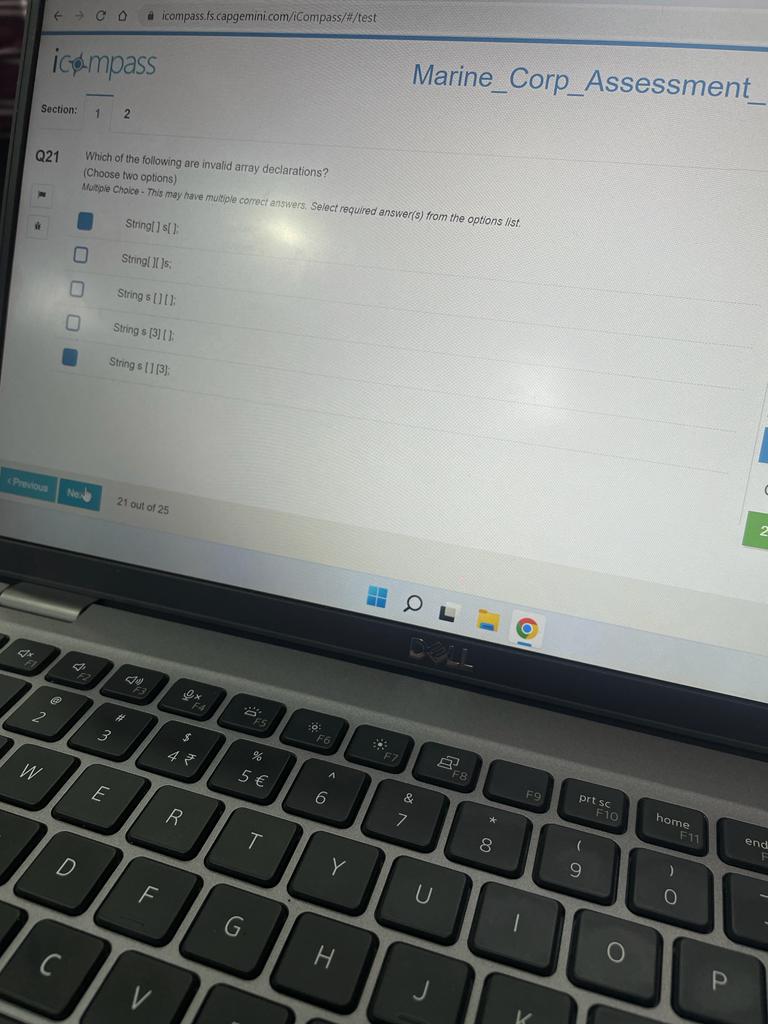 icompass.fs.capgemini.com/iCompass/#/test
icompass
Marine_Corp_Assessment_
Section: 1 2
Q21 Which of the following are invalid array declarations?
(Choose two options)
Multiple Choice - This may have multiple correct answers. Select required answer(s) from the options list.
String[ ] s[ ];
String[ ][ ]s;
String s [ ] [ ];
String s [3] [ ];
String s [ ] [3];
< Previous
21 out of 25
2
DELL
F1 F2 F3 F4 F5 F6 F7 F8 F9 prt sc F10 home F11 end
@ 2 # 3 $ 4 ₹ % 5 € ^ 6 & 7 * 8 ( 9 ) 0
W E R T Y U I O P
D F G H J K
C V